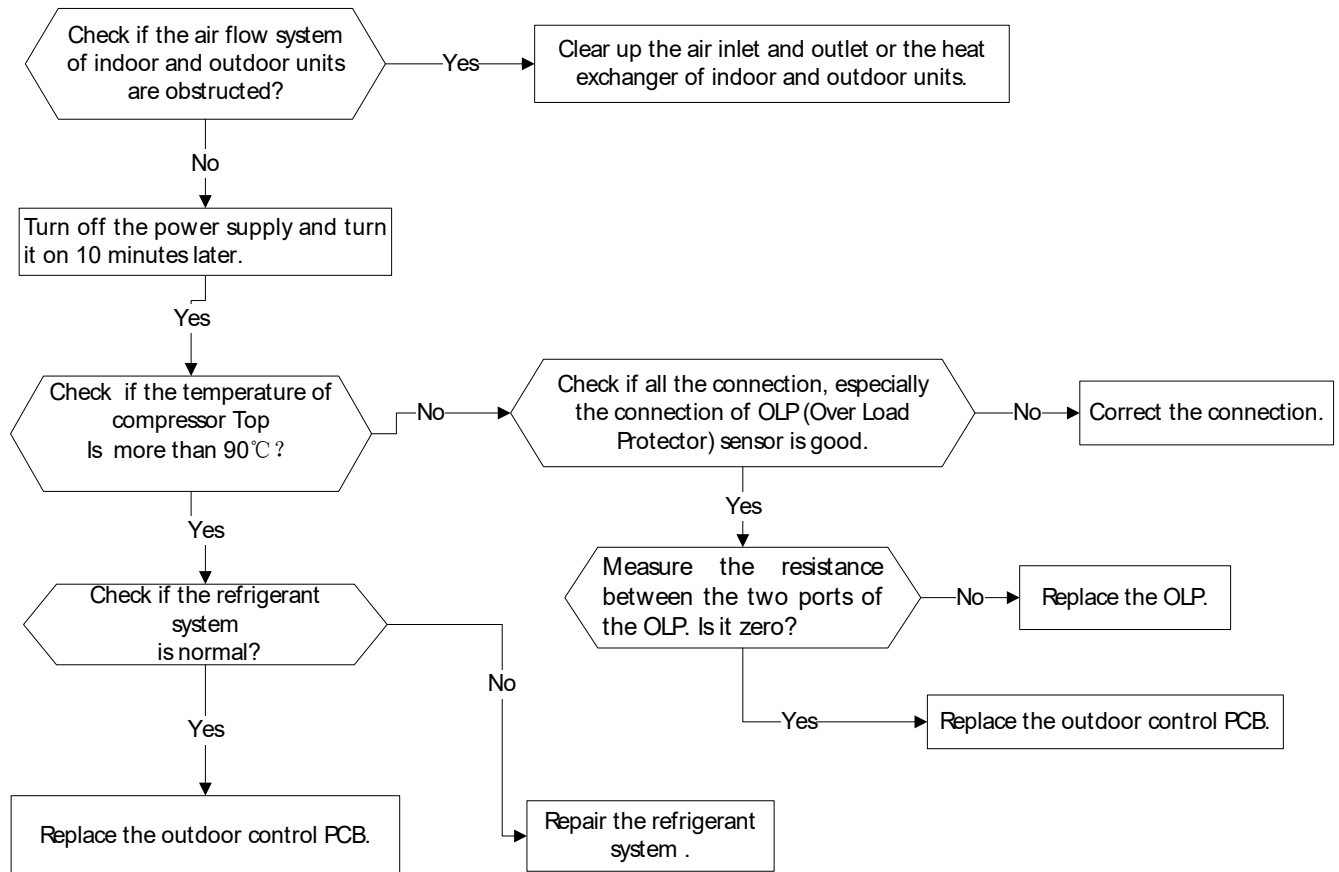 Check if the air flow system
of indoor and outdoor units
are obstructed?
Yes
Clear up the air inlet and outlet or the heat
exchanger of indoor and outdoor units.
No
Turn off the power supply and turn
it on 10 minutes later.
Yes
Check if the temperature of
compressor Top
Is more than 90℃?
No
Check if all the connection, especially
the connection of OLP (Over Load
Protector) sensor is good.
No
Correct the connection.
Yes
Yes
Measure the resistance
between the two ports of
the OLP. Is it zero?
No
Replace the OLP.
Check if the refrigerant
system
is normal?
No
Yes
Yes
Replace the outdoor control PCB.
Replace the outdoor control PCB.
Repair the refrigerant
system .